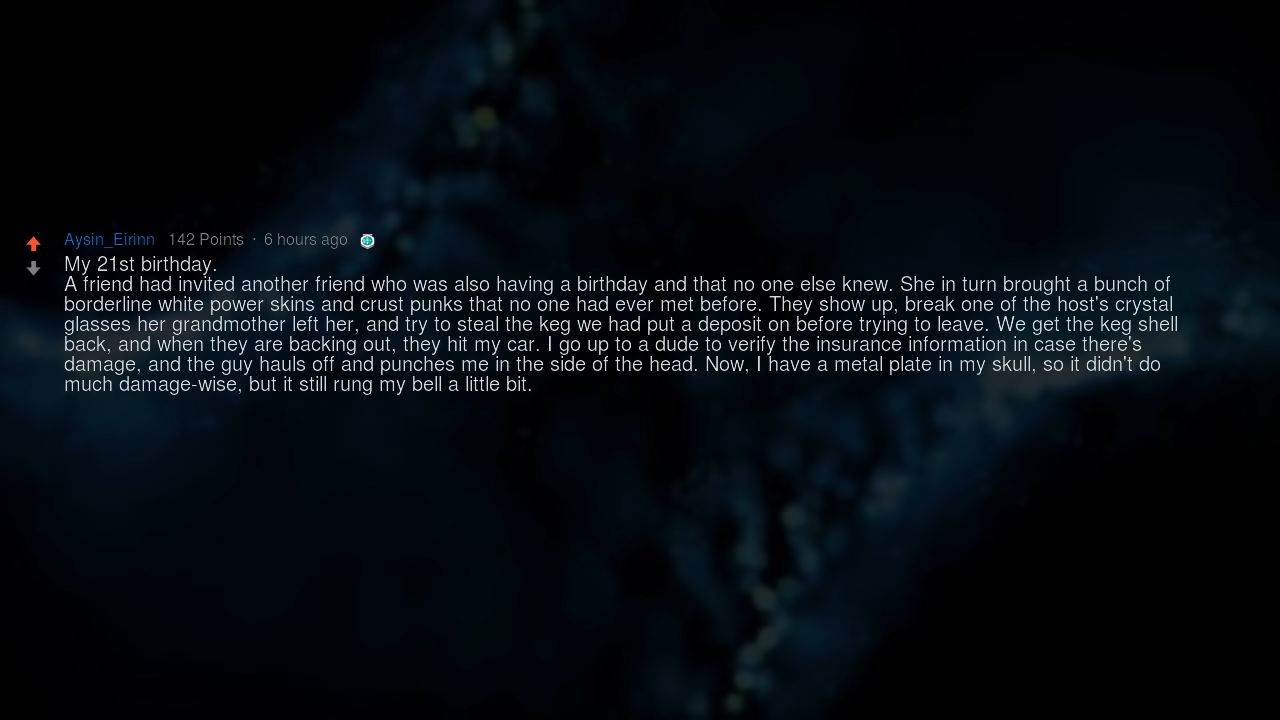 Aysin_Eirinn 142 Points · 6 hours ago
My 21st birthday.
A friend had invited another friend who was also having a birthday and that no one else knew. She in turn brought a bunch of
borderline white power skins and crust punks that no one had ever met before. They show up, break one of the host's crystal
glasses her grandmother left her, and try to steal the keg we had put a deposit on before trying to leave. We get the keg shell
back, and when they are backing out, they hit my car. I go up to a dude to verify the insurance information in case there's
damage, and the guy hauls off and punches me in the side of the head. Now, I have a metal plate in my skull, so it didn't do
much damage-wise, but it still rung my bell a little bit.